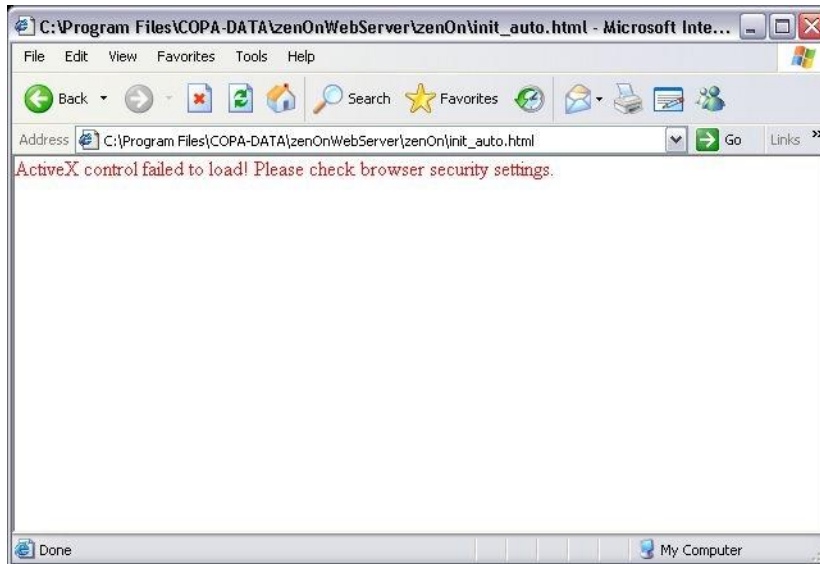 C:\Program Files\COPA-DATA\zenOnWebServer\zenOn\init_auto.html - Microsoft Inte...
File Edit View Favorites Tools Help
Back Search Favorites
Address C:\Program Files\COPA-DATA\zenOnWebServer\zenOn\init_auto.html Go Links »
ActiveX control failed to load! Please check browser security settings.
Done My Computer